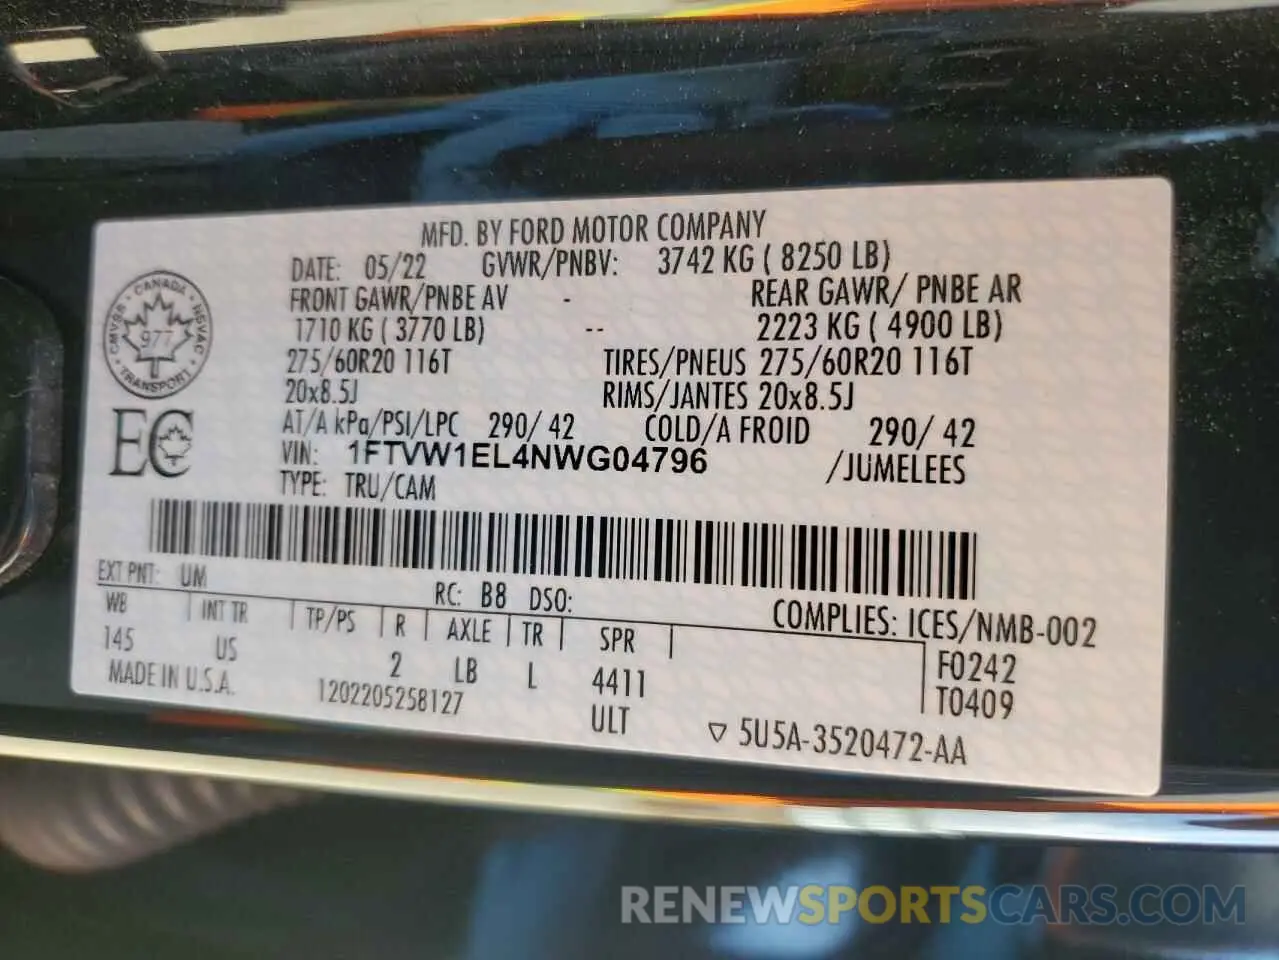 MFD. BY FORD MOTOR COMPANY
DATE: 05/22 GVWR/PNBV: 3742 KG ( 8250 LB)
FRONT GAWR/PNBE AV - REAR GAWR/ PNBE AR
1710 KG ( 3770 LB) -- 2223 KG ( 4900 LB)
275/60R20 116T TIRES/PNEUS 275/60R20 116T
20x8.5J RIMS/JANTES 20x8.5J
AT/A kPa/PSI/LPC 290/ 42 COLD/A FROID 290/ 42
VIN: 1FTVW1EL4NWG04796 /JUMELEES
TYPE: TRU/CAM
CANADA
CMVSS NSVAC
977
TRANSPORT
EC
EXT PNT: UM RC: B8 DSO:
COMPLIES: ICES/NMB-002
WB INT TR TP/PS R AXLE TR SPR
145 US 2 LB L 4411
F0242
T0409
MADE IN U.S.A. 1202205258127 ULT ▽ 5U5A-3520472-AA
RENEWSPORTSCARS.COM